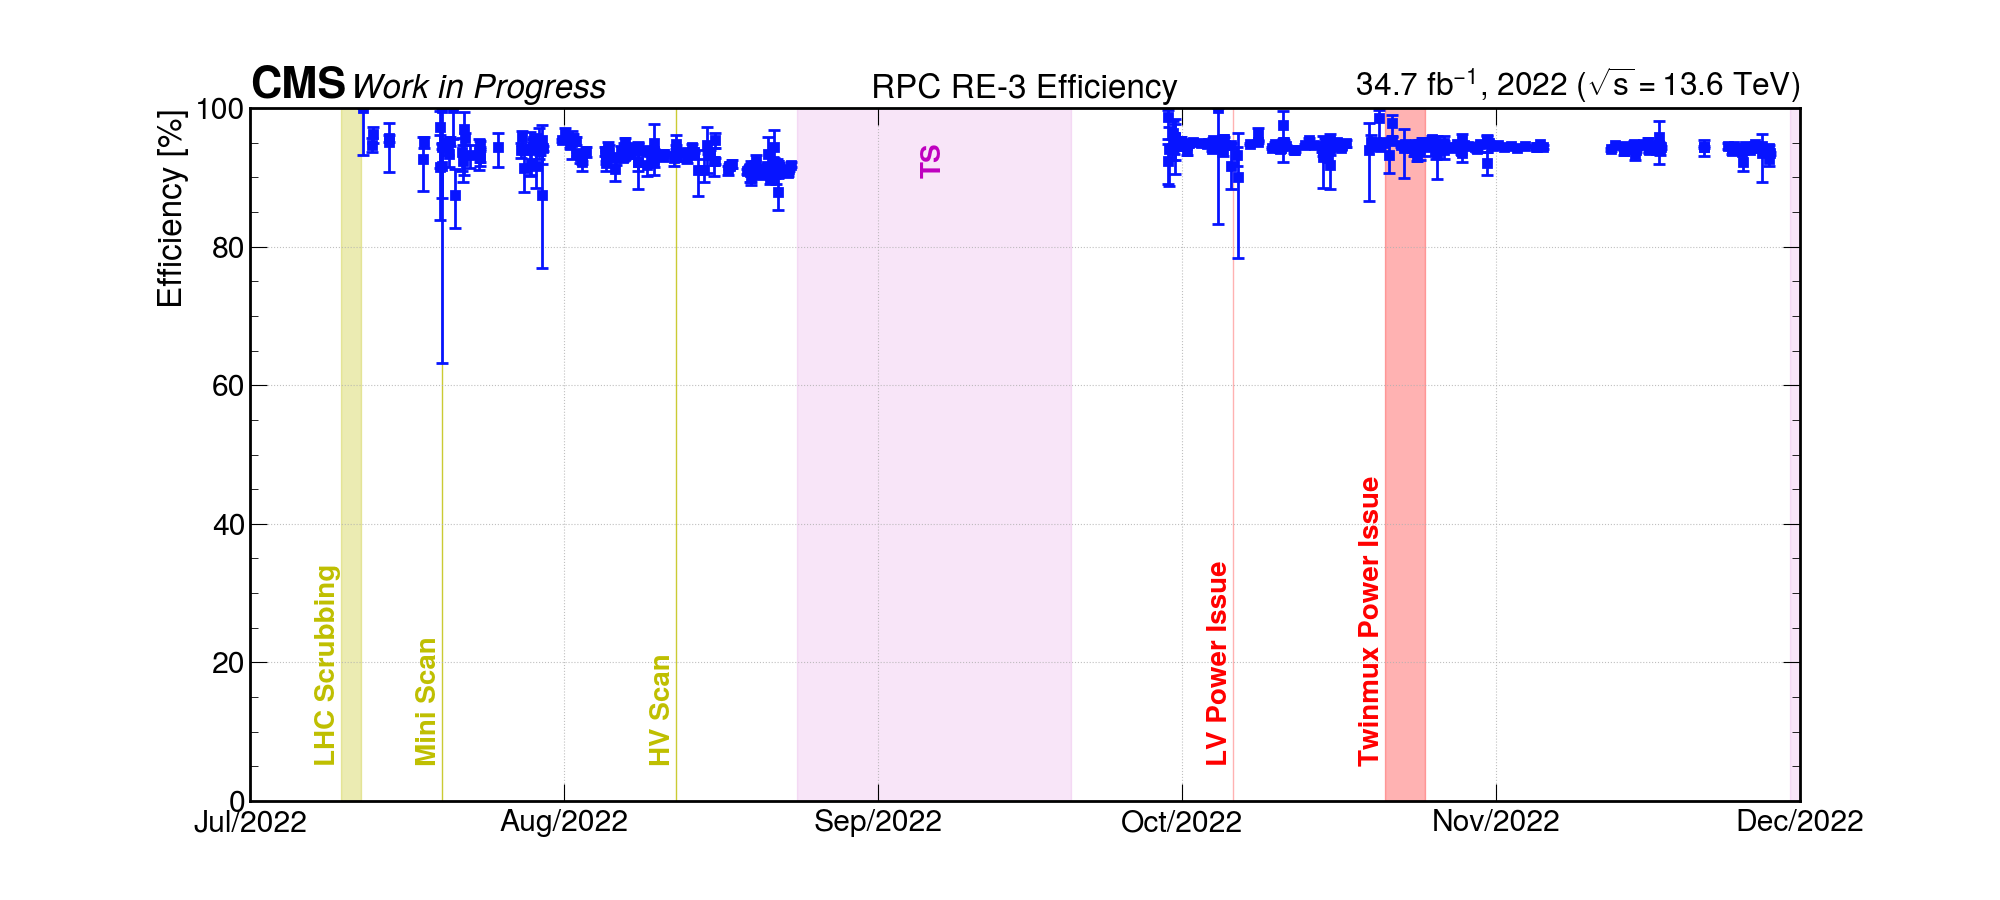 CMS Work in Progress
RPC RE-3 Efficiency
34.7 fb⁻¹, 2022 (√s = 13.6 TeV)
Efficiency [%]
100
80
60
40
20
0
LHC Scrubbing
Mini Scan
HV Scan
TS
LV Power Issue
Twinmux Power Issue
Jul/2022
Aug/2022
Sep/2022
Oct/2022
Nov/2022
Dec/2022